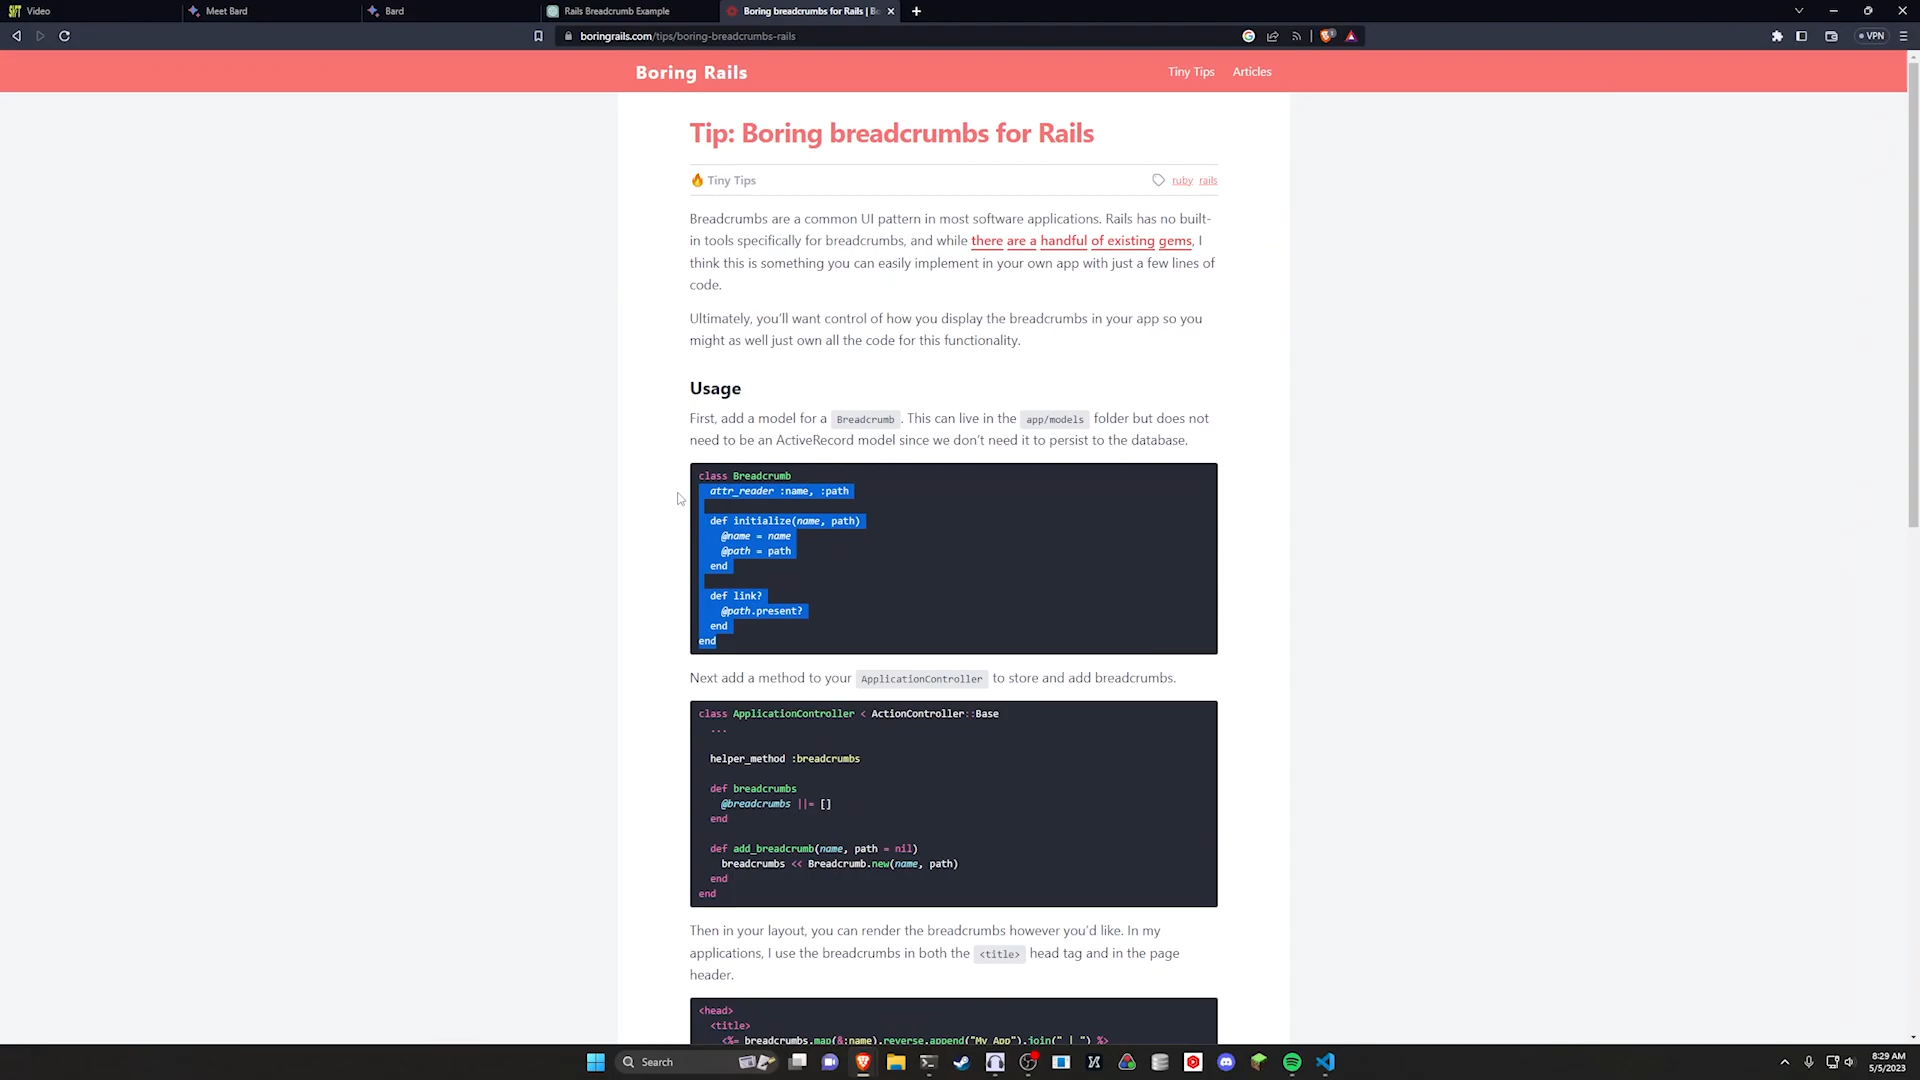 Video
Meet Bard
Bard
Rails Breadcrumb Example
Boring breadcrumbs for Rails | Bo
boringrails.com/tips/boring-breadcrumbs-rails
VPN
Boring Rails
Tiny Tips
Articles
Tip: Boring breadcrumbs for Rails
🔥 Tiny Tips
ruby rails
Breadcrumbs are a common UI pattern in most software applications. Rails has no built-
in tools specifically for breadcrumbs, and while there are a handful of existing gems, I
think this is something you can easily implement in your own app with just a few lines of
code.
Ultimately, you’ll want control of how you display the breadcrumbs in your app so you
might as well just own all the code for this functionality.
Usage
First, add a model for a Breadcrumb. This can live in the app/models folder but does not
need to be an ActiveRecord model since we don’t need it to persist to the database.
class Breadcrumb
attr_reader :name, :path
def initialize(name, path)
@name = name
@path = path
end
def link?
@path.present?
end
end
Next add a method to your ApplicationController to store and add breadcrumbs.
class ApplicationController < ActionController::Base
...
helper_method :breadcrumbs
def breadcrumbs
@breadcrumbs ||= []
end
def add_breadcrumb(name, path = nil)
breadcrumbs << Breadcrumb.new(name, path)
end
end
Then in your layout, you can render the breadcrumbs however you’d like. In my
applications, I use the breadcrumbs in both the <title> head tag and in the page
header.
<head>
<title>
<%= breadcrumbs.map(&:name).reverse.append("My App").join(" | ") %>
Search
8:29 AM
5/5/2023